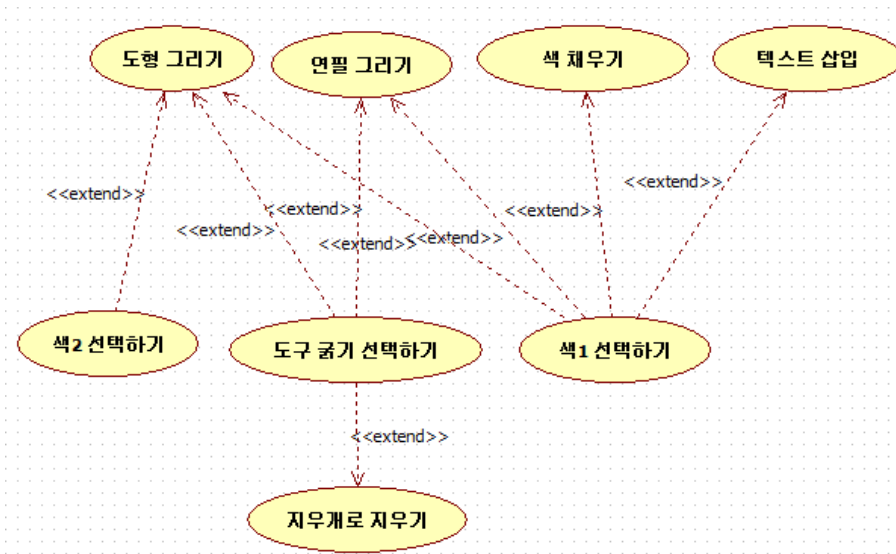 도형 그리기
연필 그리기
색 채우기
텍스트 삽입
<<extend>>
<<extend>>
<<extend>>
<<extend>>
<<extend>>
<<extend>>
<<extend>>
색2 선택하기
도구 굵기 선택하기
색1 선택하기
<<extend>>
지우개로 지우기